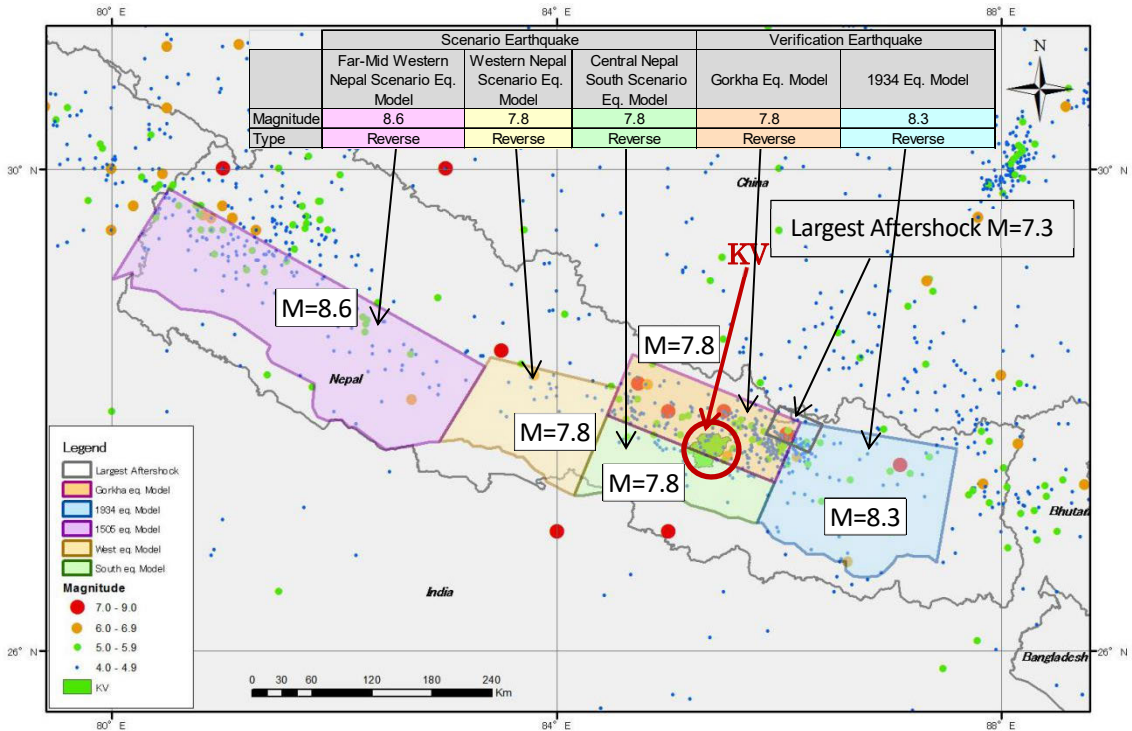 80° E
84° E
88° E
N
Scenario Earthquake
Verification Earthquake
Far-Mid Western Nepal Scenario Eq. Model
Western Nepal Scenario Eq. Model
Central Nepal South Scenario Eq. Model
Gorkha Eq. Model
1934 Eq. Model
Magnitude 8.6 7.8 7.8 7.8 8.3
Type Reverse Reverse Reverse Reverse Reverse
30° N
30° N
China
Largest Aftershock M=7.3
KV
M=8.6
M=7.8
Nepal
M=7.8
M=7.8
M=8.3
Bhutan
India
Bangladesh
Legend
Largest Aftershock
Gorkha eq. Model
1934 eq. Model
1505 eq. Model
West eq. Model
South eq. Model
Magnitude
7.0 - 9.0
6.0 - 6.9
5.0 - 5.9
4.0 - 4.9
KV
26° N
26° N
0 30 60 120 180 240
Km
80° E
84° E
88° E